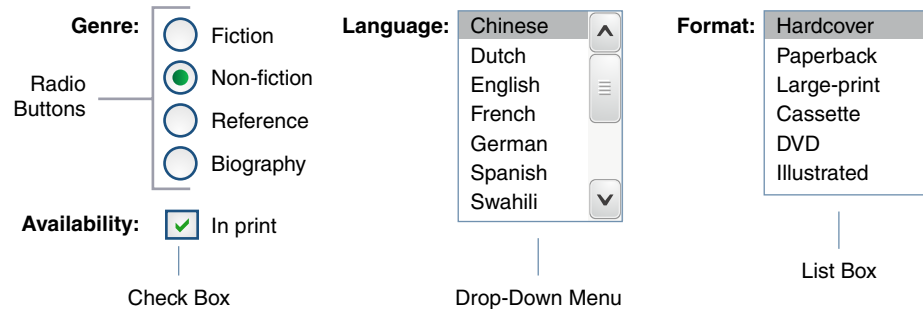 Genre:
Fiction
Non-fiction
Reference
Biography
Radio
Buttons
Availability:
In print
Check Box
Language:
Chinese
Dutch
English
French
German
Spanish
Swahili
Drop-Down Menu
Format:
Hardcover
Paperback
Large-print
Cassette
DVD
Illustrated
List Box